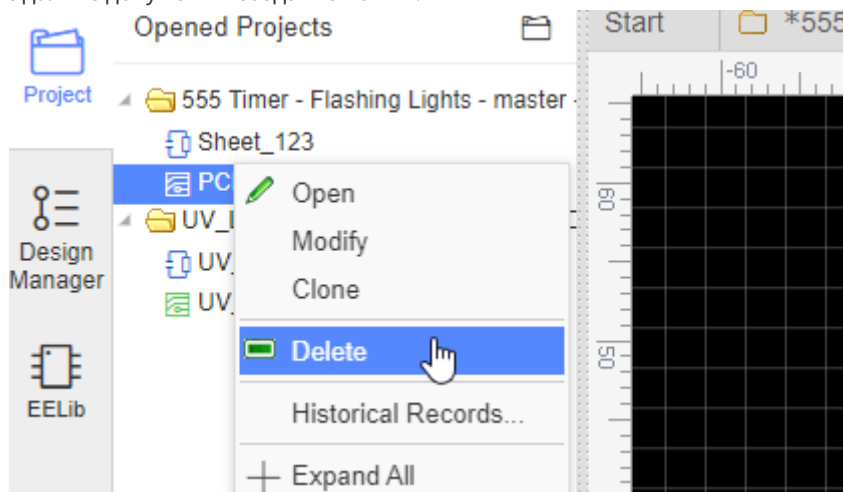 Opened Projects
Start
*555
-60
Project
555 Timer - Flashing Lights - master -
Sheet_123
PC
Open
60
UV_
Design
Manager
Modify
UV_
Clone
UV_
Delete
50
EELib
Historical Records...
Expand All